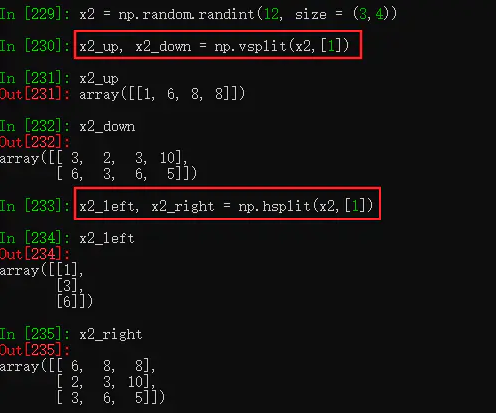 In [229]: x2 = np.random.randint(12, size = (3,4))
In [230]: x2_up, x2_down = np.vsplit(x2,[1])
In [231]: x2_up
Out[231]: array([[1, 6, 8, 8]])
In [232]: x2_down
Out[232]:
array([[ 3,  2,  3, 10],
       [ 6,  3,  6,  5]])
In [233]: x2_left, x2_right = np.hsplit(x2,[1])
In [234]: x2_left
Out[234]:
array([[1],
       [3],
       [6]])
In [235]: x2_right
Out[235]:
array([[ 6,  8,  8],
       [ 2,  3, 10],
       [ 3,  6,  5]])